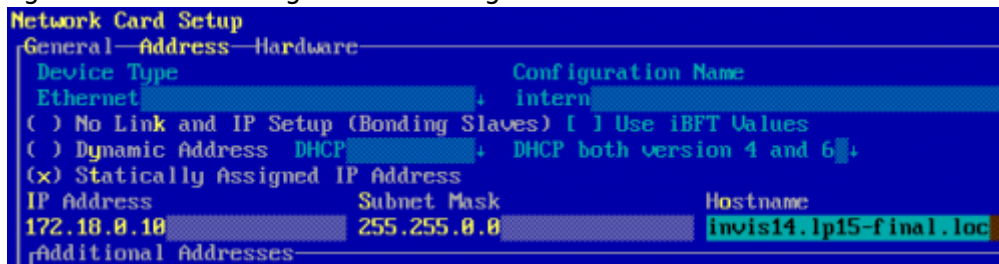 Network Card Setup
General—Address—Hardware
Device Type Configuration Name
Ethernet ↓ intern
( ) No Link and IP Setup (Bonding Slaves) [ ] Use iBFT Values
( ) Dynamic Address DHCP ↓ DHCP both version 4 and 6 ↓
(x) Statically Assigned IP Address
IP Address Subnet Mask Hostname
172.18.0.10 255.255.0.0 invis14.lp15-final.loc
Additional Addresses